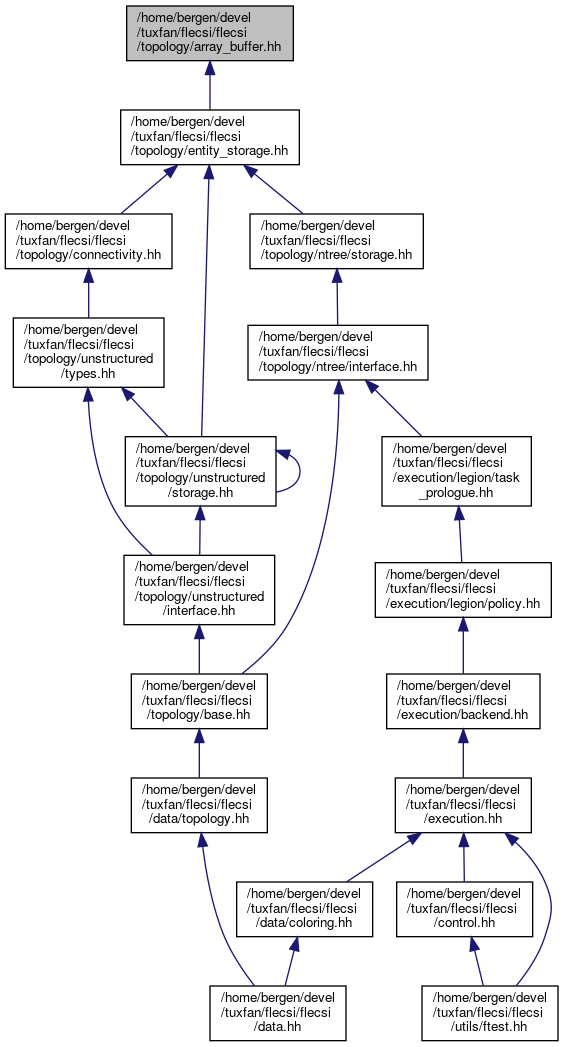 /home/bergen/devel
/tuxfan/flecsi/flecsi
/topology/array_buffer.hh
/home/bergen/devel
/tuxfan/flecsi/flecsi
/topology/entity_storage.hh
/home/bergen/devel
/tuxfan/flecsi/flecsi
/topology/connectivity.hh
/home/bergen/devel
/tuxfan/flecsi/flecsi
/topology/ntree/storage.hh
/home/bergen/devel
/tuxfan/flecsi/flecsi
/topology/unstructured
/types.hh
/home/bergen/devel
/tuxfan/flecsi/flecsi
/topology/ntree/interface.hh
/home/bergen/devel
/tuxfan/flecsi/flecsi
/topology/unstructured
/storage.hh
/home/bergen/devel
/tuxfan/flecsi/flecsi
/execution/legion/task
_prologue.hh
/home/bergen/devel
/tuxfan/flecsi/flecsi
/topology/unstructured
/interface.hh
/home/bergen/devel
/tuxfan/flecsi/flecsi
/execution/legion/policy.hh
/home/bergen/devel
/tuxfan/flecsi/flecsi
/topology/base.hh
/home/bergen/devel
/tuxfan/flecsi/flecsi
/execution/backend.hh
/home/bergen/devel
/tuxfan/flecsi/flecsi
/data/topology.hh
/home/bergen/devel
/tuxfan/flecsi/flecsi
/execution.hh
/home/bergen/devel
/tuxfan/flecsi/flecsi
/data/coloring.hh
/home/bergen/devel
/tuxfan/flecsi/flecsi
/control.hh
/home/bergen/devel
/tuxfan/flecsi/flecsi
/data.hh
/home/bergen/devel
/tuxfan/flecsi/flecsi
/utils/ftest.hh